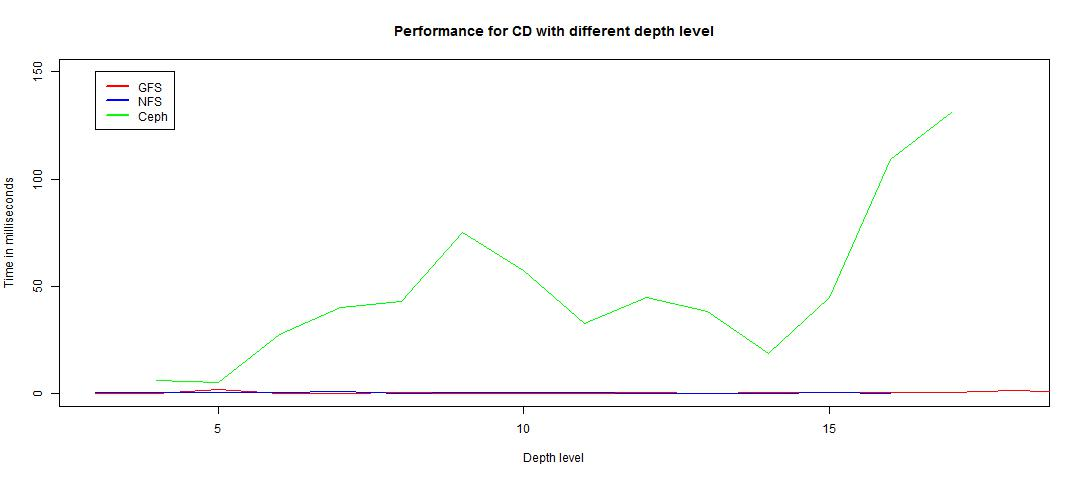 Performance for CD with different depth level
GFS
NFS
Ceph
Time in milliseconds
150
100
50
0
5
10
15
Depth level